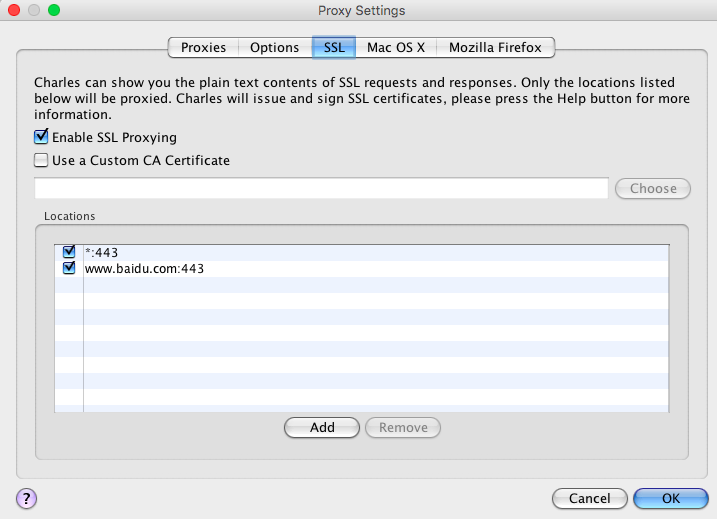 Proxy Settings
Proxies Options SSL Mac OS X Mozilla Firefox
Charles can show you the plain text contents of SSL requests and responses. Only the locations listed
below will be proxied. Charles will issue and sign SSL certificates, please press the Help button for more
information.
Enable SSL Proxying
Use a Custom CA Certificate
Choose
Locations
*:443
www.baidu.com:443
Add Remove
? Cancel OK